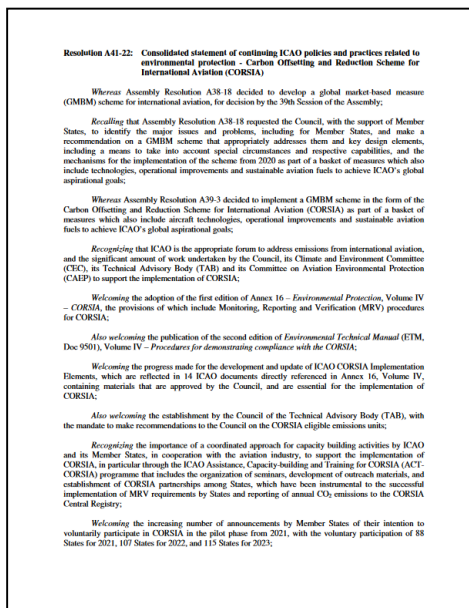 Resolution A41-22: Consolidated statement of continuing ICAO policies and practices related to
environmental protection - Carbon Offsetting and Reduction Scheme for
International Aviation (CORSIA)
Whereas Assembly Resolution A38-18 decided to develop a global market-based measure
(GMBM) scheme for international aviation, for decision by the 39th Session of the Assembly;
Recalling that Assembly Resolution A38-18 requested the Council, with the support of Member
States, to identify the major issues and problems, including for Member States, and make a
recommendation on a GMBM scheme that appropriately addresses them and key design elements,
including a means to take into account special circumstances and respective capabilities, and the
mechanisms for the implementation of the scheme from 2020 as part of a basket of measures which also
include technologies, operational improvements and sustainable aviation fuels to achieve ICAO's global
aspirational goals;
Whereas Assembly Resolution A39-3 decided to implement a GMBM scheme in the form of the
Carbon Offsetting and Reduction Scheme for International Aviation (CORSIA) as part of a basket of
measures which also include aircraft technologies, operational improvements and sustainable aviation
fuels to achieve ICAO's global aspirational goals;
Recognizing that ICAO is the appropriate forum to address emissions from international aviation,
and the significant amount of work undertaken by the Council, its Climate and Environment Committee
(CEC), its Technical Advisory Body (TAB) and its Committee on Aviation Environmental Protection
(CAEP) to support the implementation of CORSIA;
Welcoming the adoption of the first edition of Annex 16 – Environmental Protection, Volume IV
– CORSIA, the provisions of which include Monitoring, Reporting and Verification (MRV) procedures
for CORSIA;
Also welcoming the publication of the second edition of Environmental Technical Manual (ETM,
Doc 9501), Volume IV – Procedures for demonstrating compliance with the CORSIA;
Welcoming the progress made for the development and update of ICAO CORSIA Implementation
Elements, which are reflected in 14 ICAO documents directly referenced in Annex 16, Volume IV,
containing materials that are approved by the Council, and are essential for the implementation of
CORSIA;
Also welcoming the establishment by the Council of the Technical Advisory Body (TAB), with
the mandate to make recommendations to the Council on the CORSIA eligible emissions units;
Recognizing the importance of a coordinated approach for capacity building activities by ICAO
and its Member States, in cooperation with the aviation industry, to support the implementation of
CORSIA, in particular through the ICAO Assistance, Capacity-building and Training for CORSIA (ACT-
CORSIA) programme that includes the organization of seminars, development of outreach materials, and
establishment of CORSIA partnerships among States, which have been instrumental to the successful
implementation of MRV requirements by States and reporting of annual CO₂ emissions to the CORSIA
Central Registry;
Welcoming the increasing number of announcements by Member States of their intention to
voluntarily participate in CORSIA in the pilot phase from 2021, with the voluntary participation of 88
States for 2021, 107 States for 2022, and 115 States for 2023;